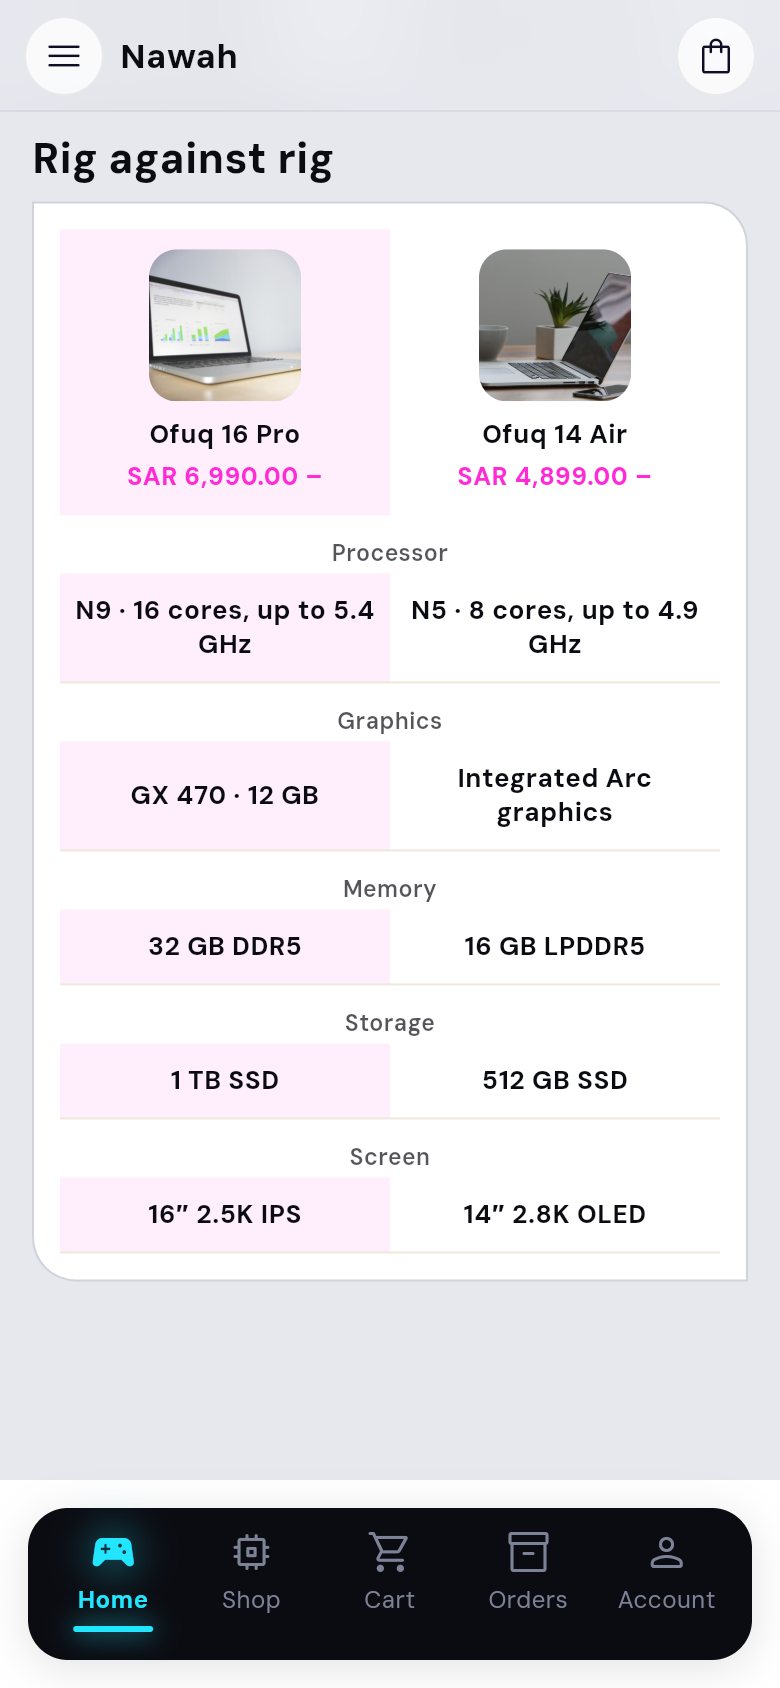 Nawah
Rig against rig
Ofuq 16 Pro
SAR 6,990.00 –
Ofuq 14 Air
SAR 4,899.00 –
Processor
N9 · 16 cores, up to 5.4
GHz
N5 · 8 cores, up to 4.9
GHz
Graphics
GX 470 · 12 GB
Integrated Arc
graphics
Memory
32 GB DDR5
16 GB LPDDR5
Storage
1 TB SSD
512 GB SSD
Screen
16″ 2.5K IPS
14″ 2.8K OLED
Home
Shop
Cart
Orders
Account